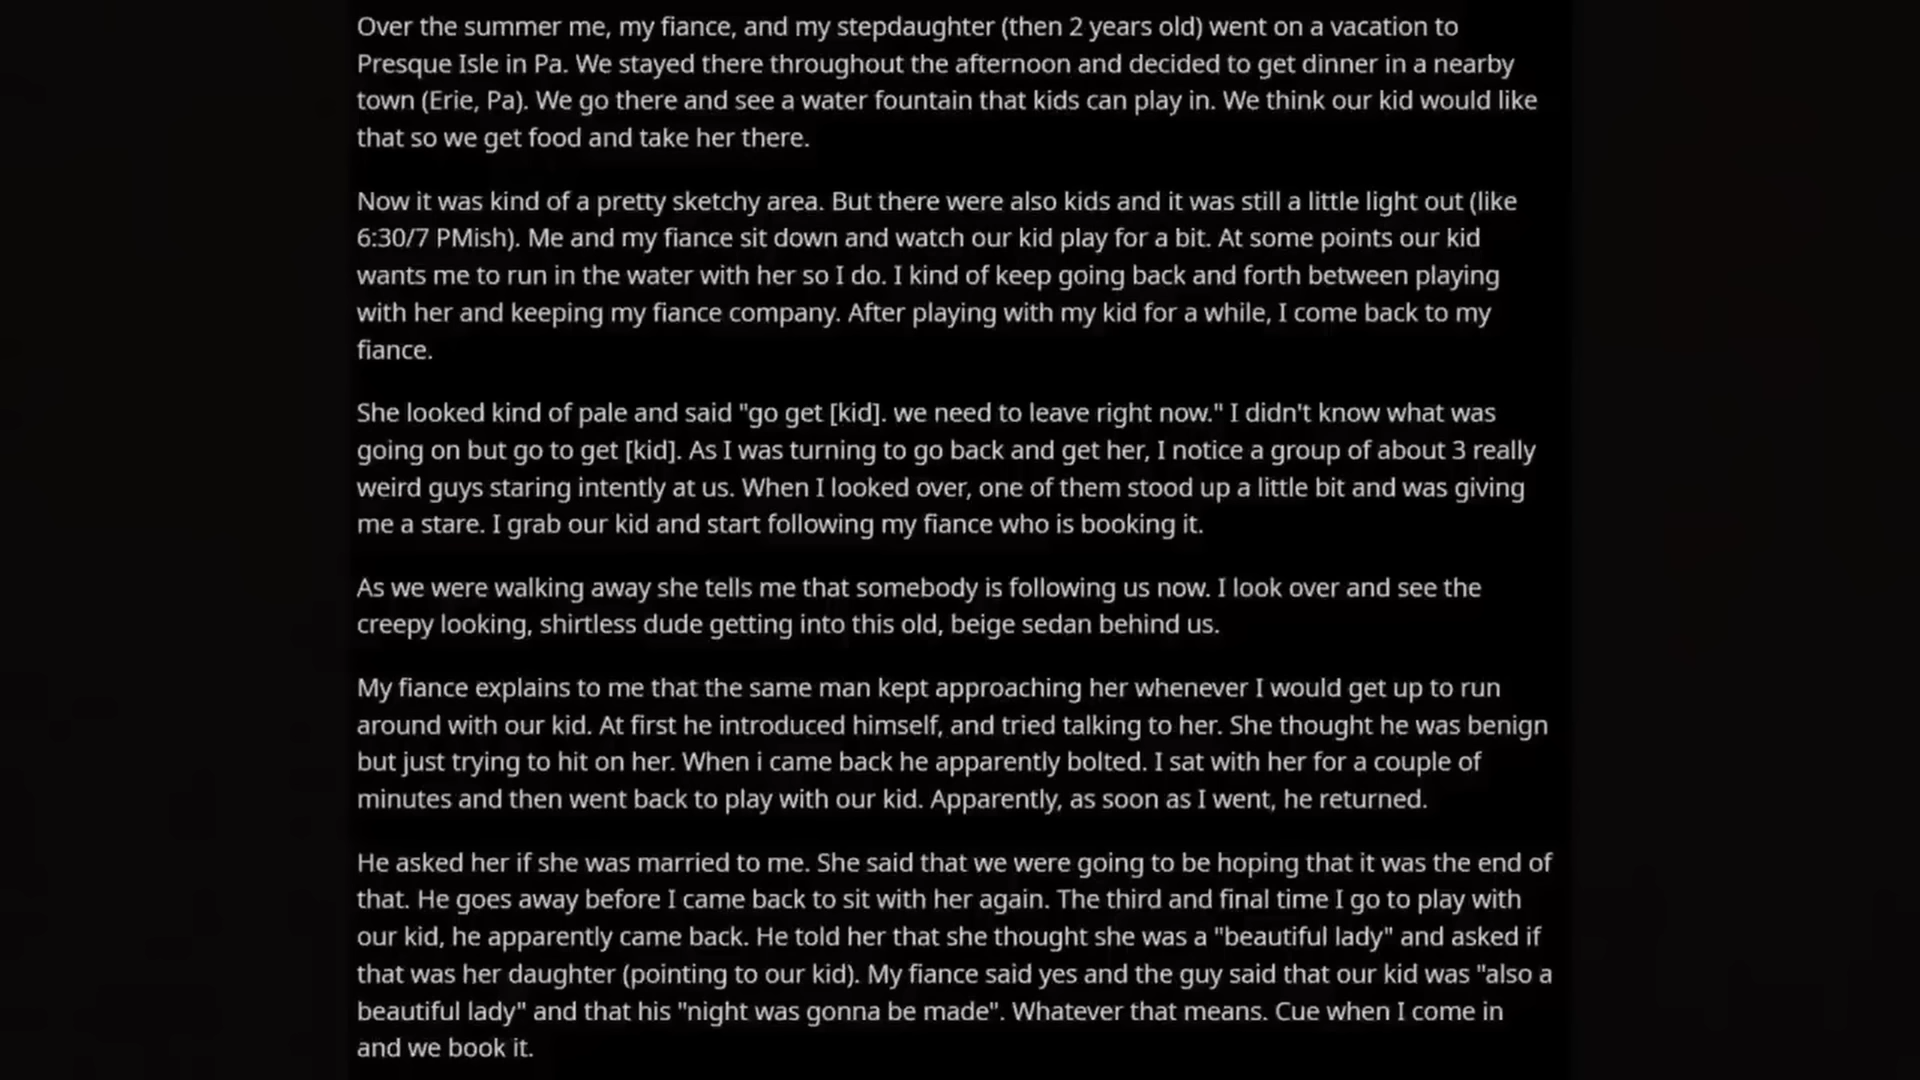 Over the summer me, my fiance, and my stepdaughter (then 2 years old) went on a vacation to
Presque Isle in Pa. We stayed there throughout the afternoon and decided to get dinner in a nearby
town (Erie, Pa). We go there and see a water fountain that kids can play in. We think our kid would like
that so we get food and take her there.
Now it was kind of a pretty sketchy area. But there were also kids and it was still a little light out (like
6:30/7 PMish). Me and my fiance sit down and watch our kid play for a bit. At some points our kid
wants me to run in the water with her so I do. I kind of keep going back and forth between playing
with her and keeping my fiance company. After playing with my kid for a while, I come back to my
fiance.
She looked kind of pale and said "go get [kid]. we need to leave right now." I didn't know what was
going on but go to get [kid]. As I was turning to go back and get her, I notice a group of about 3 really
weird guys staring intently at us. When I looked over, one of them stood up a little bit and was giving
me a stare. I grab our kid and start following my fiance who is booking it.
As we were walking away she tells me that somebody is following us now. I look over and see the
creepy looking, shirtless dude getting into this old, beige sedan behind us.
My fiance explains to me that the same man kept approaching her whenever I would get up to run
around with our kid. At first he introduced himself, and tried talking to her. She thought he was benign
but just trying to hit on her. When i came back he apparently bolted. I sat with her for a couple of
minutes and then went back to play with our kid. Apparently, as soon as I went, he returned.
He asked her if she was married to me. She said that we were going to be hoping that it was the end of
that. He goes away before I came back to sit with her again. The third and final time I go to play with
our kid, he apparently came back. He told her that she thought she was a "beautiful lady" and asked if
that was her daughter (pointing to our kid). My fiance said yes and the guy said that our kid was "also a
beautiful lady" and that his "night was gonna be made". Whatever that means. Cue when I come in
and we book it.